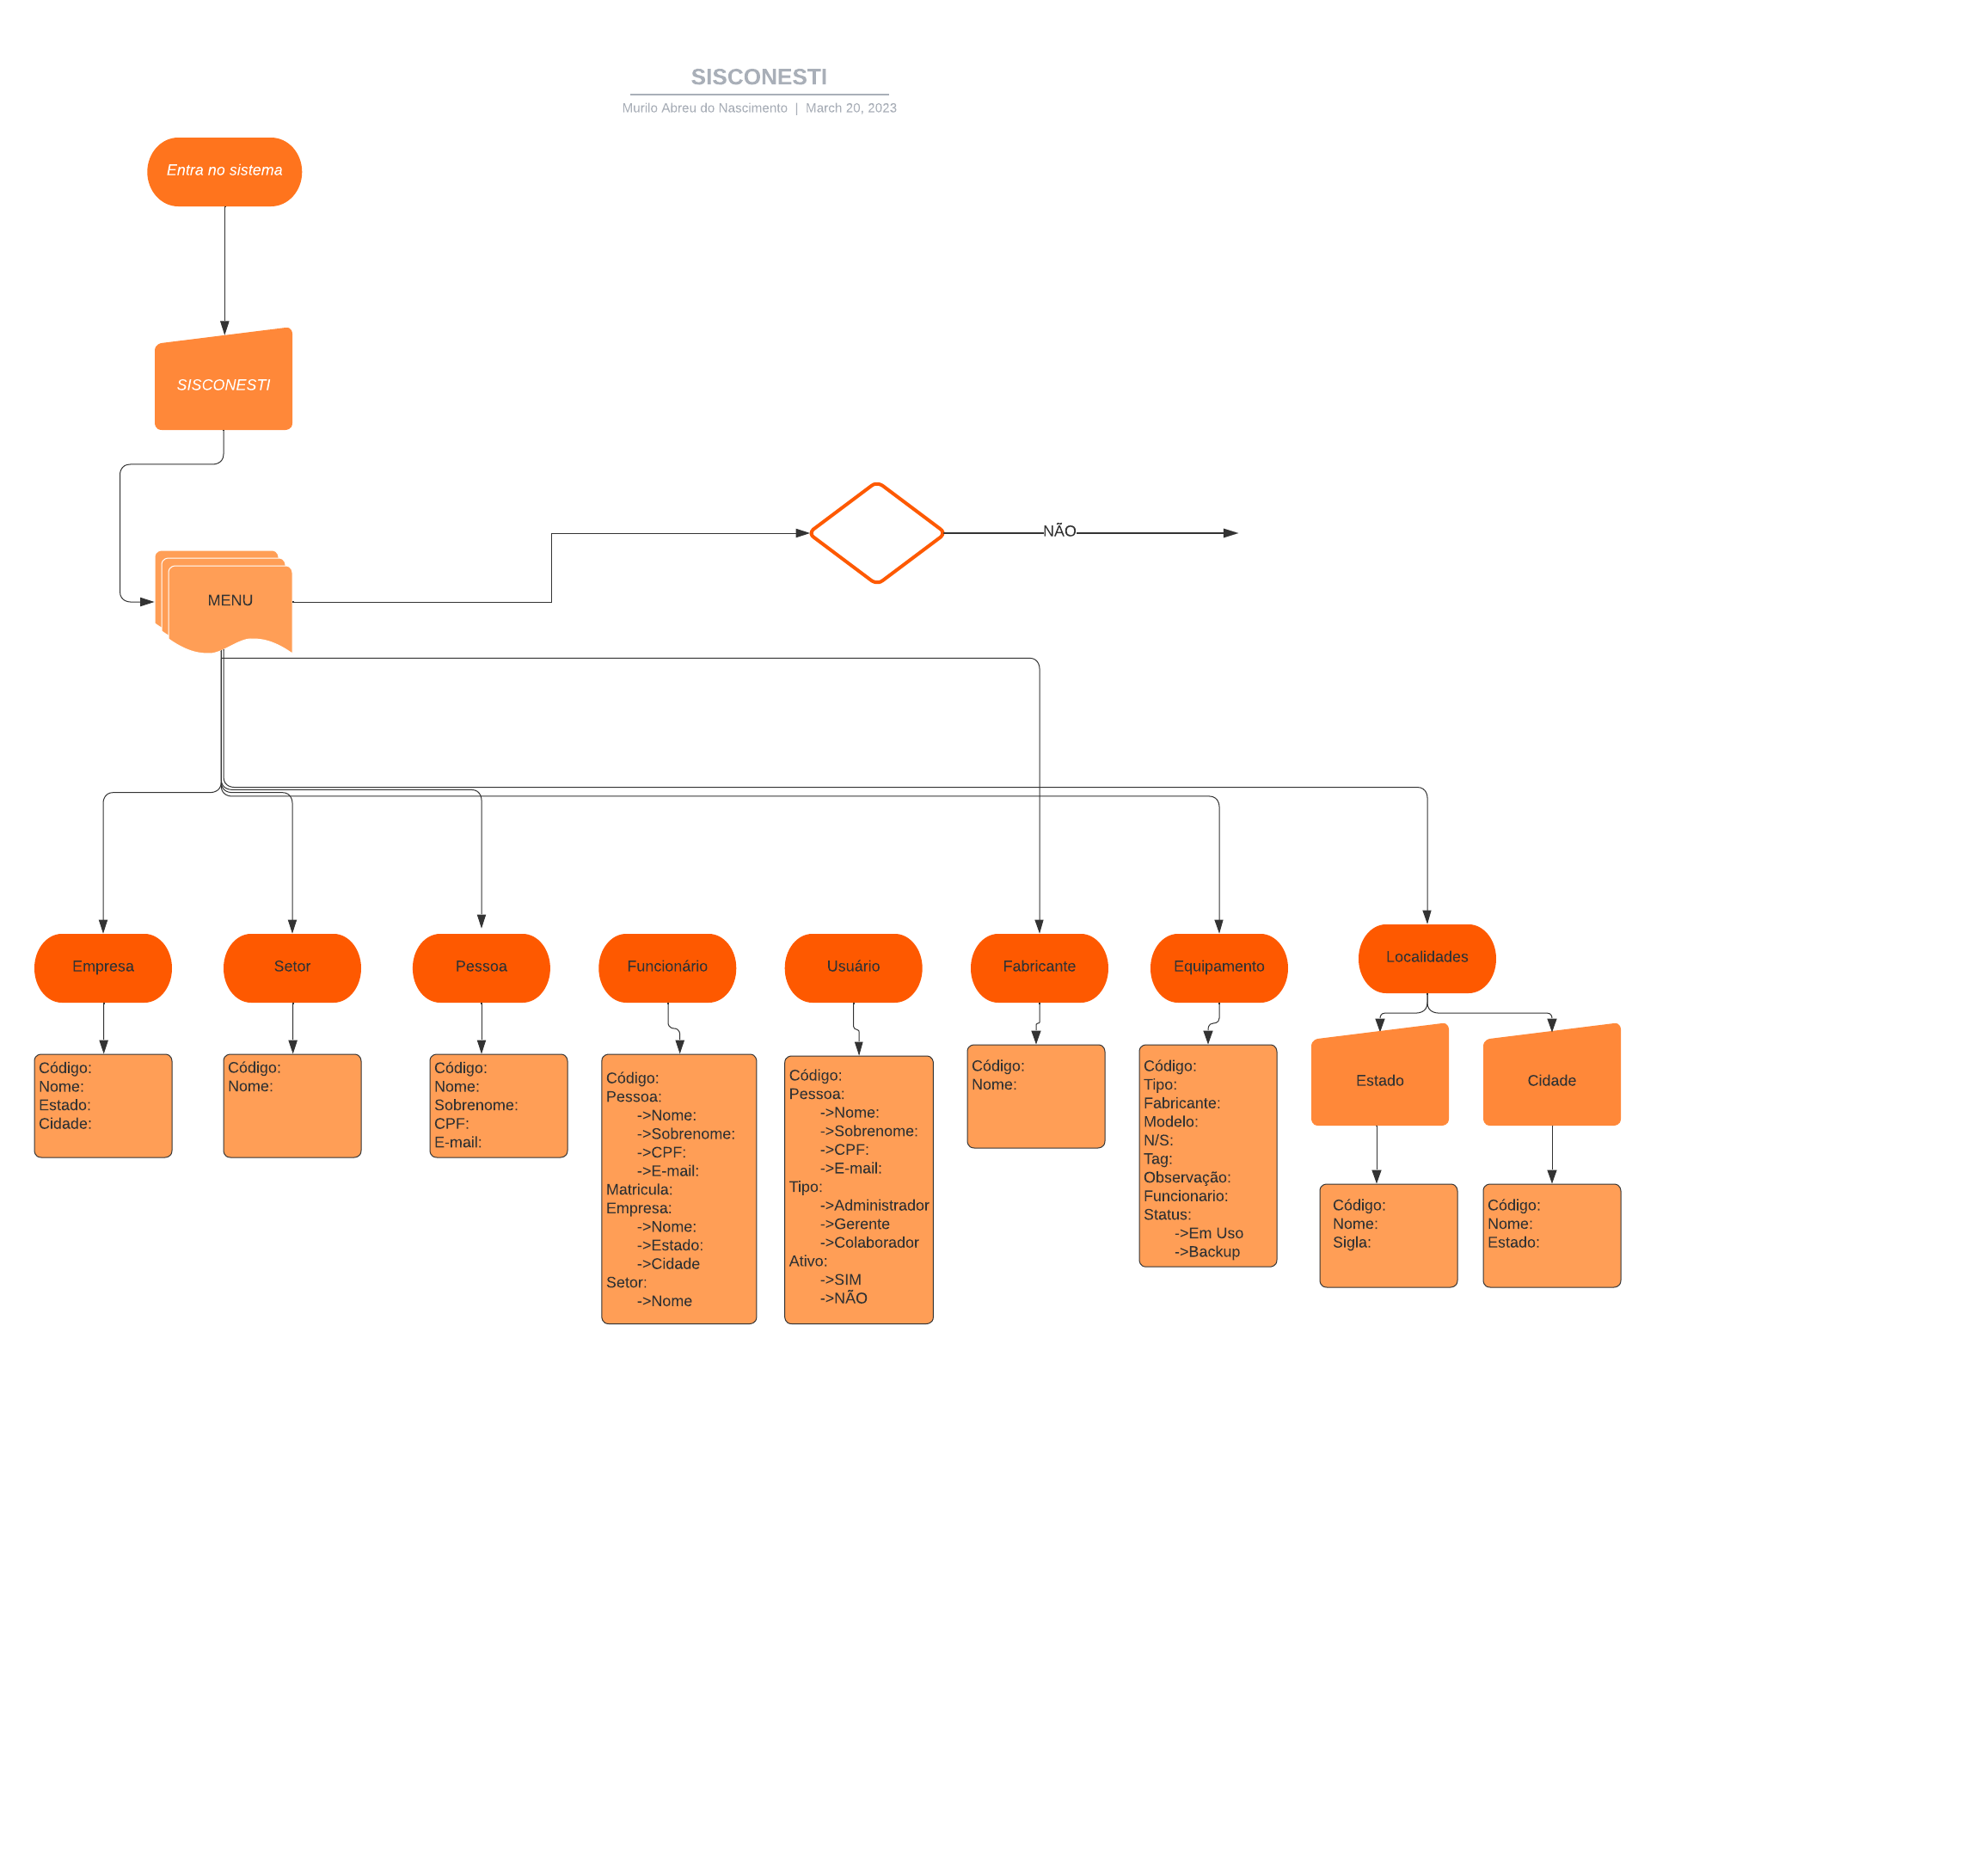 SISCONESTI
Murilo Abreu do Nascimento | March 20, 2023
Entra no sistema
SISCONESTI
NÃO
MENU
Empresa
Setor
Pessoa
Funcionário
Usuário
Fabricante
Equipamento
Localidades
Código:
Nome:
Estado:
Cidade:
Código:
Nome:
Código:
Nome:
Sobrenome:
CPF:
E-mail:
Código:
Pessoa:
->Nome:
->Sobrenome:
->CPF:
->E-mail:
Matricula:
Empresa:
->Nome:
->Estado:
->Cidade
Setor:
->Nome
Código:
Pessoa:
->Nome:
->Sobrenome:
->CPF:
->E-mail:
Tipo:
->Administrador
->Gerente
->Colaborador
Ativo:
->SIM
->NÃO
Código:
Nome:
Código:
Tipo:
Fabricante:
Modelo:
N/S:
Tag:
Observação:
Funcionario:
Status:
->Em Uso
->Backup
Estado
Cidade
Código:
Nome:
Sigla:
Código:
Nome:
Estado: